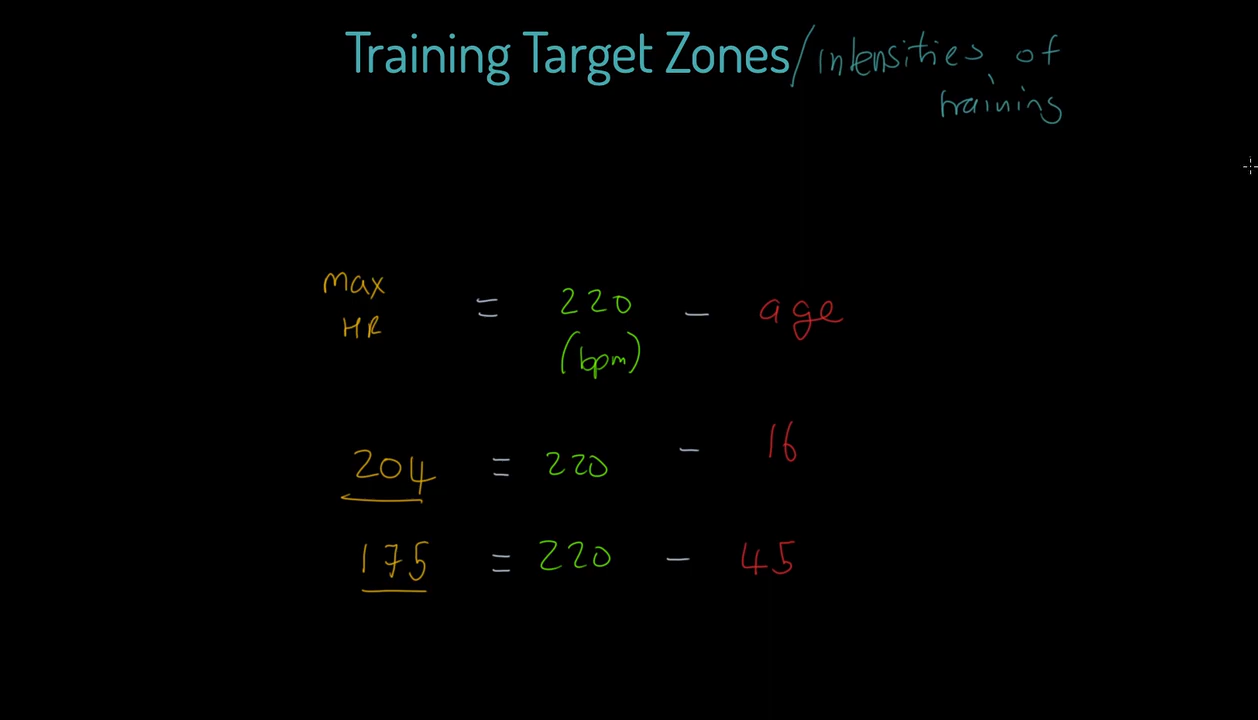 Training Target Zones/intensities of
training
max
HR = 220 - age
(bpm)
204 = 220 - 16
175 = 220 - 45